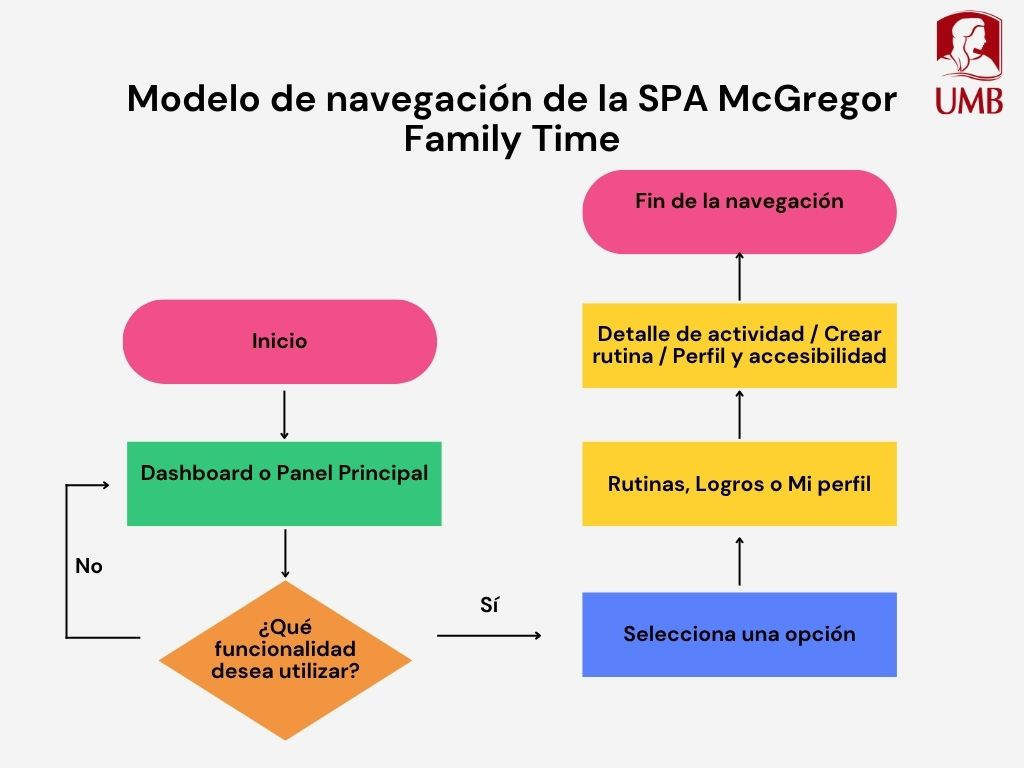 UMB
Modelo de navegación de la SPA McGregor
Family Time
Fin de la navegación
Detalle de actividad / Crear
rutina / Perfil y accesibilidad
Inicio
Dashboard o Panel Principal
Rutinas, Logros o Mi perfil
No
¿Qué
funcionalidad
desea utilizar?
Sí
Selecciona una opción